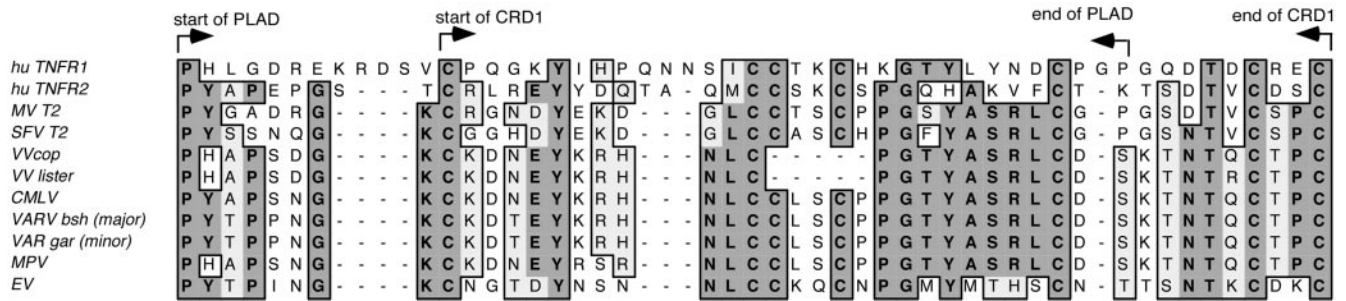 start of PLAD start of CRD1 end of PLAD end of CRD1
hu TNFR1 P H L G D R E K R D S V C P Q G K Y I H P Q N N S I C C T K C H K G T Y L Y N D C P G P G Q D T D C R E C
hu TNFR2 P Y A P E P G S - - - T C R L R E Y Y D Q T A - Q M C C S K C S P G Q H A K V F C T - K T S D T V C D S C
MV T2 P Y G A D R G - - - - K C R G N D Y E K D - - - G L C C T S C S P G S Y A S R L C G - P G S D T V C S P C
SFV T2 P Y S S N Q G - - - - K C G G H D Y E K D - - - G L C C A S C H P G F Y A S R L C G - P G S N T V C S P C
VVcop P H A P S D G - - - - K C K D N E Y K R H - - - N L C - - - - - P G T Y A S R L C D - S K T N T Q C T P C
VV lister P H A P S D G - - - - K C K D N E Y K R H - - - N L C - - - - - P G T Y A S R L C D - S K T N T R C T P C
CMLV P Y A P S N G - - - - K C K D N E Y K R H - - - N L C C L S C P P G T Y A S R L C D - S K T N T Q C T P C
VARV bsh (major) P Y T P P N G - - - - K C K D T E Y K R H - - - N L C C L S C P P G T Y A S R L C D - S K T N T Q C T P C
VAR gar (minor) P Y T P P N G - - - - K C K D T E Y K R H - - - N L C C L S C P P G T Y A S R L C D - S K T N T Q C T P C
MPV P H A P S N G - - - - K C K D N E Y R S R - - - N L C C L S C P P G T Y A S R L C D - S K T N T Q C T P C
EV P Y T P I N G - - - - K C N G T D Y N S N - - - N L C C K Q C N P G M Y M T H S C N - T T S N T K C D K C